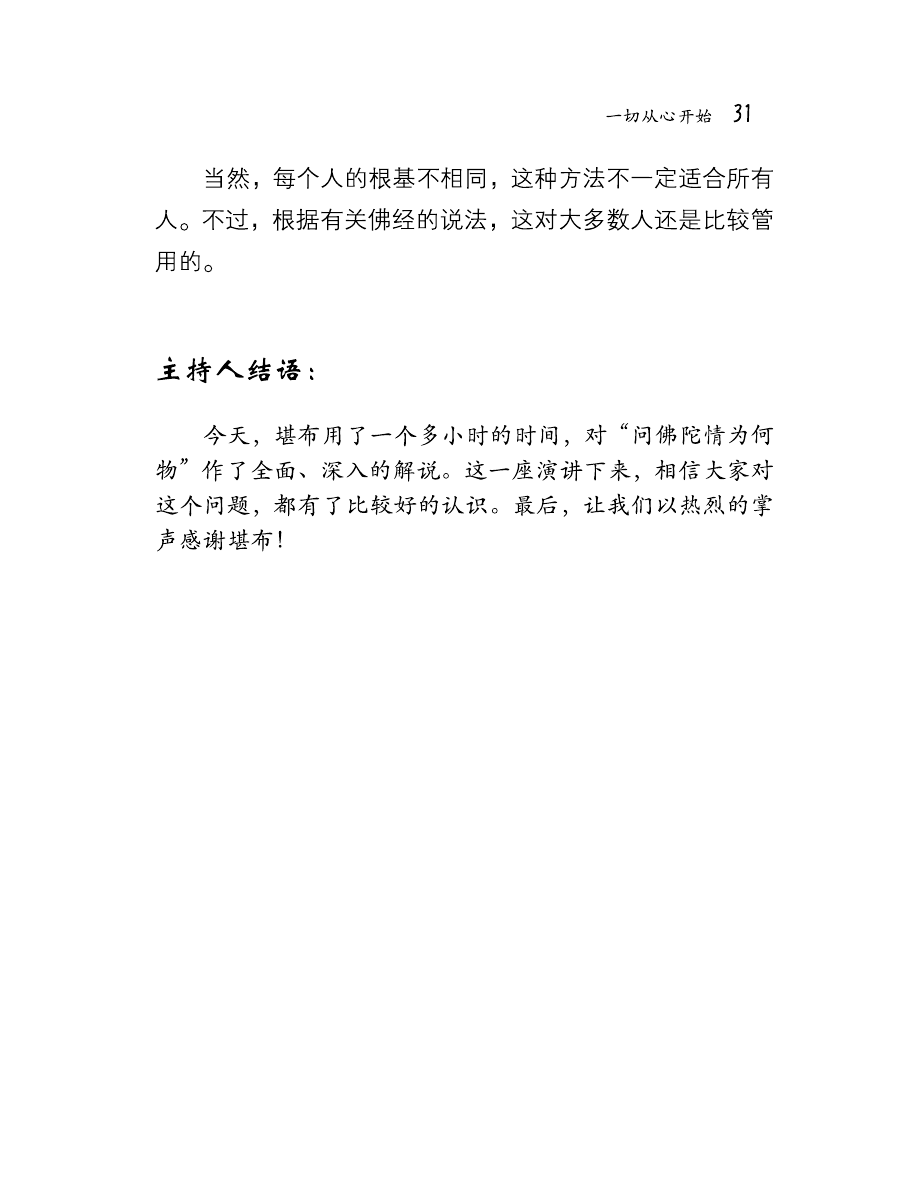 一切从心开始 31
当然，每个人的根基不相同，这种方法不一定适合所有
人。不过，根据有关佛经的说法，这对大多数人还是比较管
用的。
主持人结语：
今天，堪布用了一个多小时的时间，对“问佛陀情为何
物”作了全面、深入的解说。这一座演讲下来，相信大家对
这个问题，都有了比较好的认识。最后，让我们以热烈的掌
声感谢堪布！